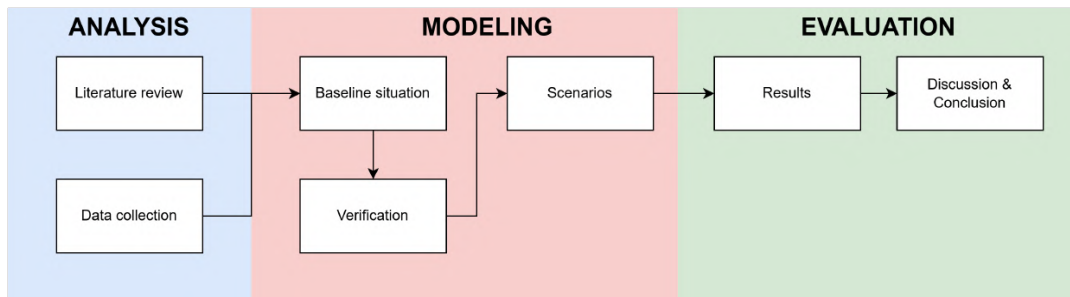 ANALYSIS
MODELING
EVALUATION
Literature review
Baseline situation
Scenarios
Results
Discussion &
Conclusion
Data collection
Verification